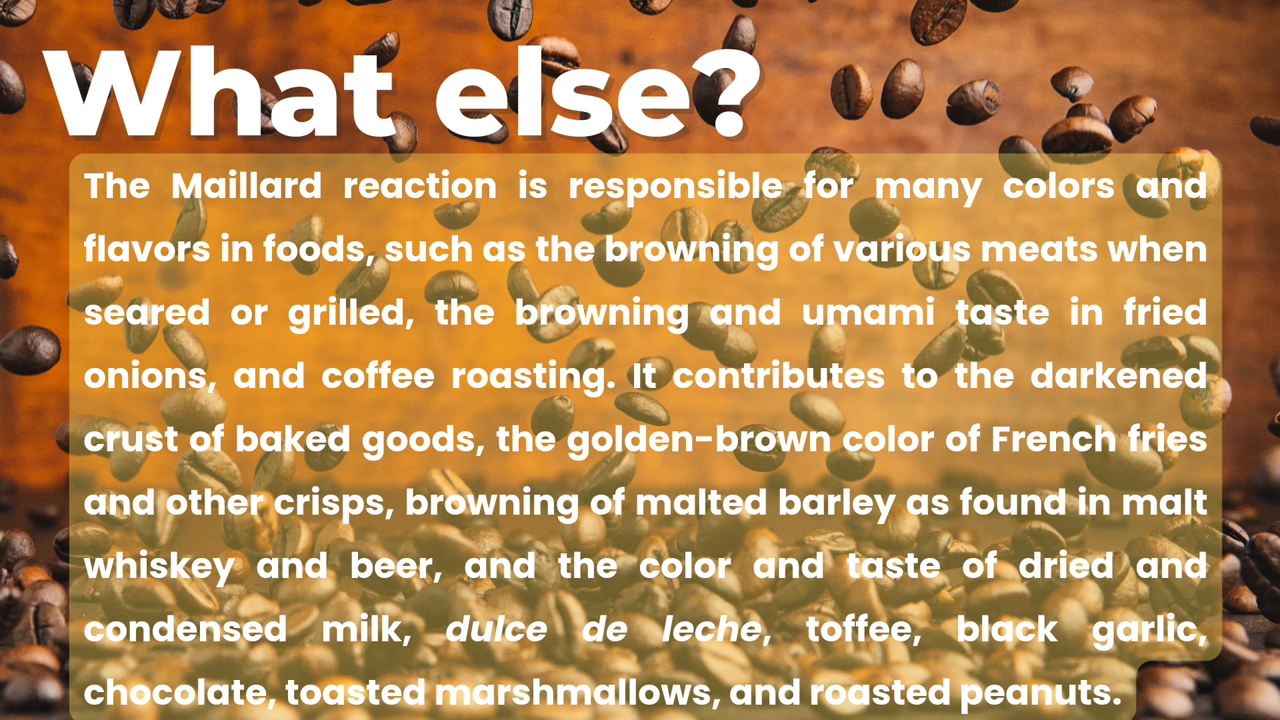 What else?
The Maillard reaction is responsible for many colors and
flavors in foods, such as the browning of various meats when
seared or grilled, the browning and umami taste in fried
onions, and coffee roasting. It contributes to the darkened
crust of baked goods, the golden-brown color of French fries
and other crisps, browning of malted barley as found in malt
whiskey and beer, and the color and taste of dried and
condensed milk, dulce de leche, toffee, black garlic,
chocolate, toasted marshmallows, and roasted peanuts.